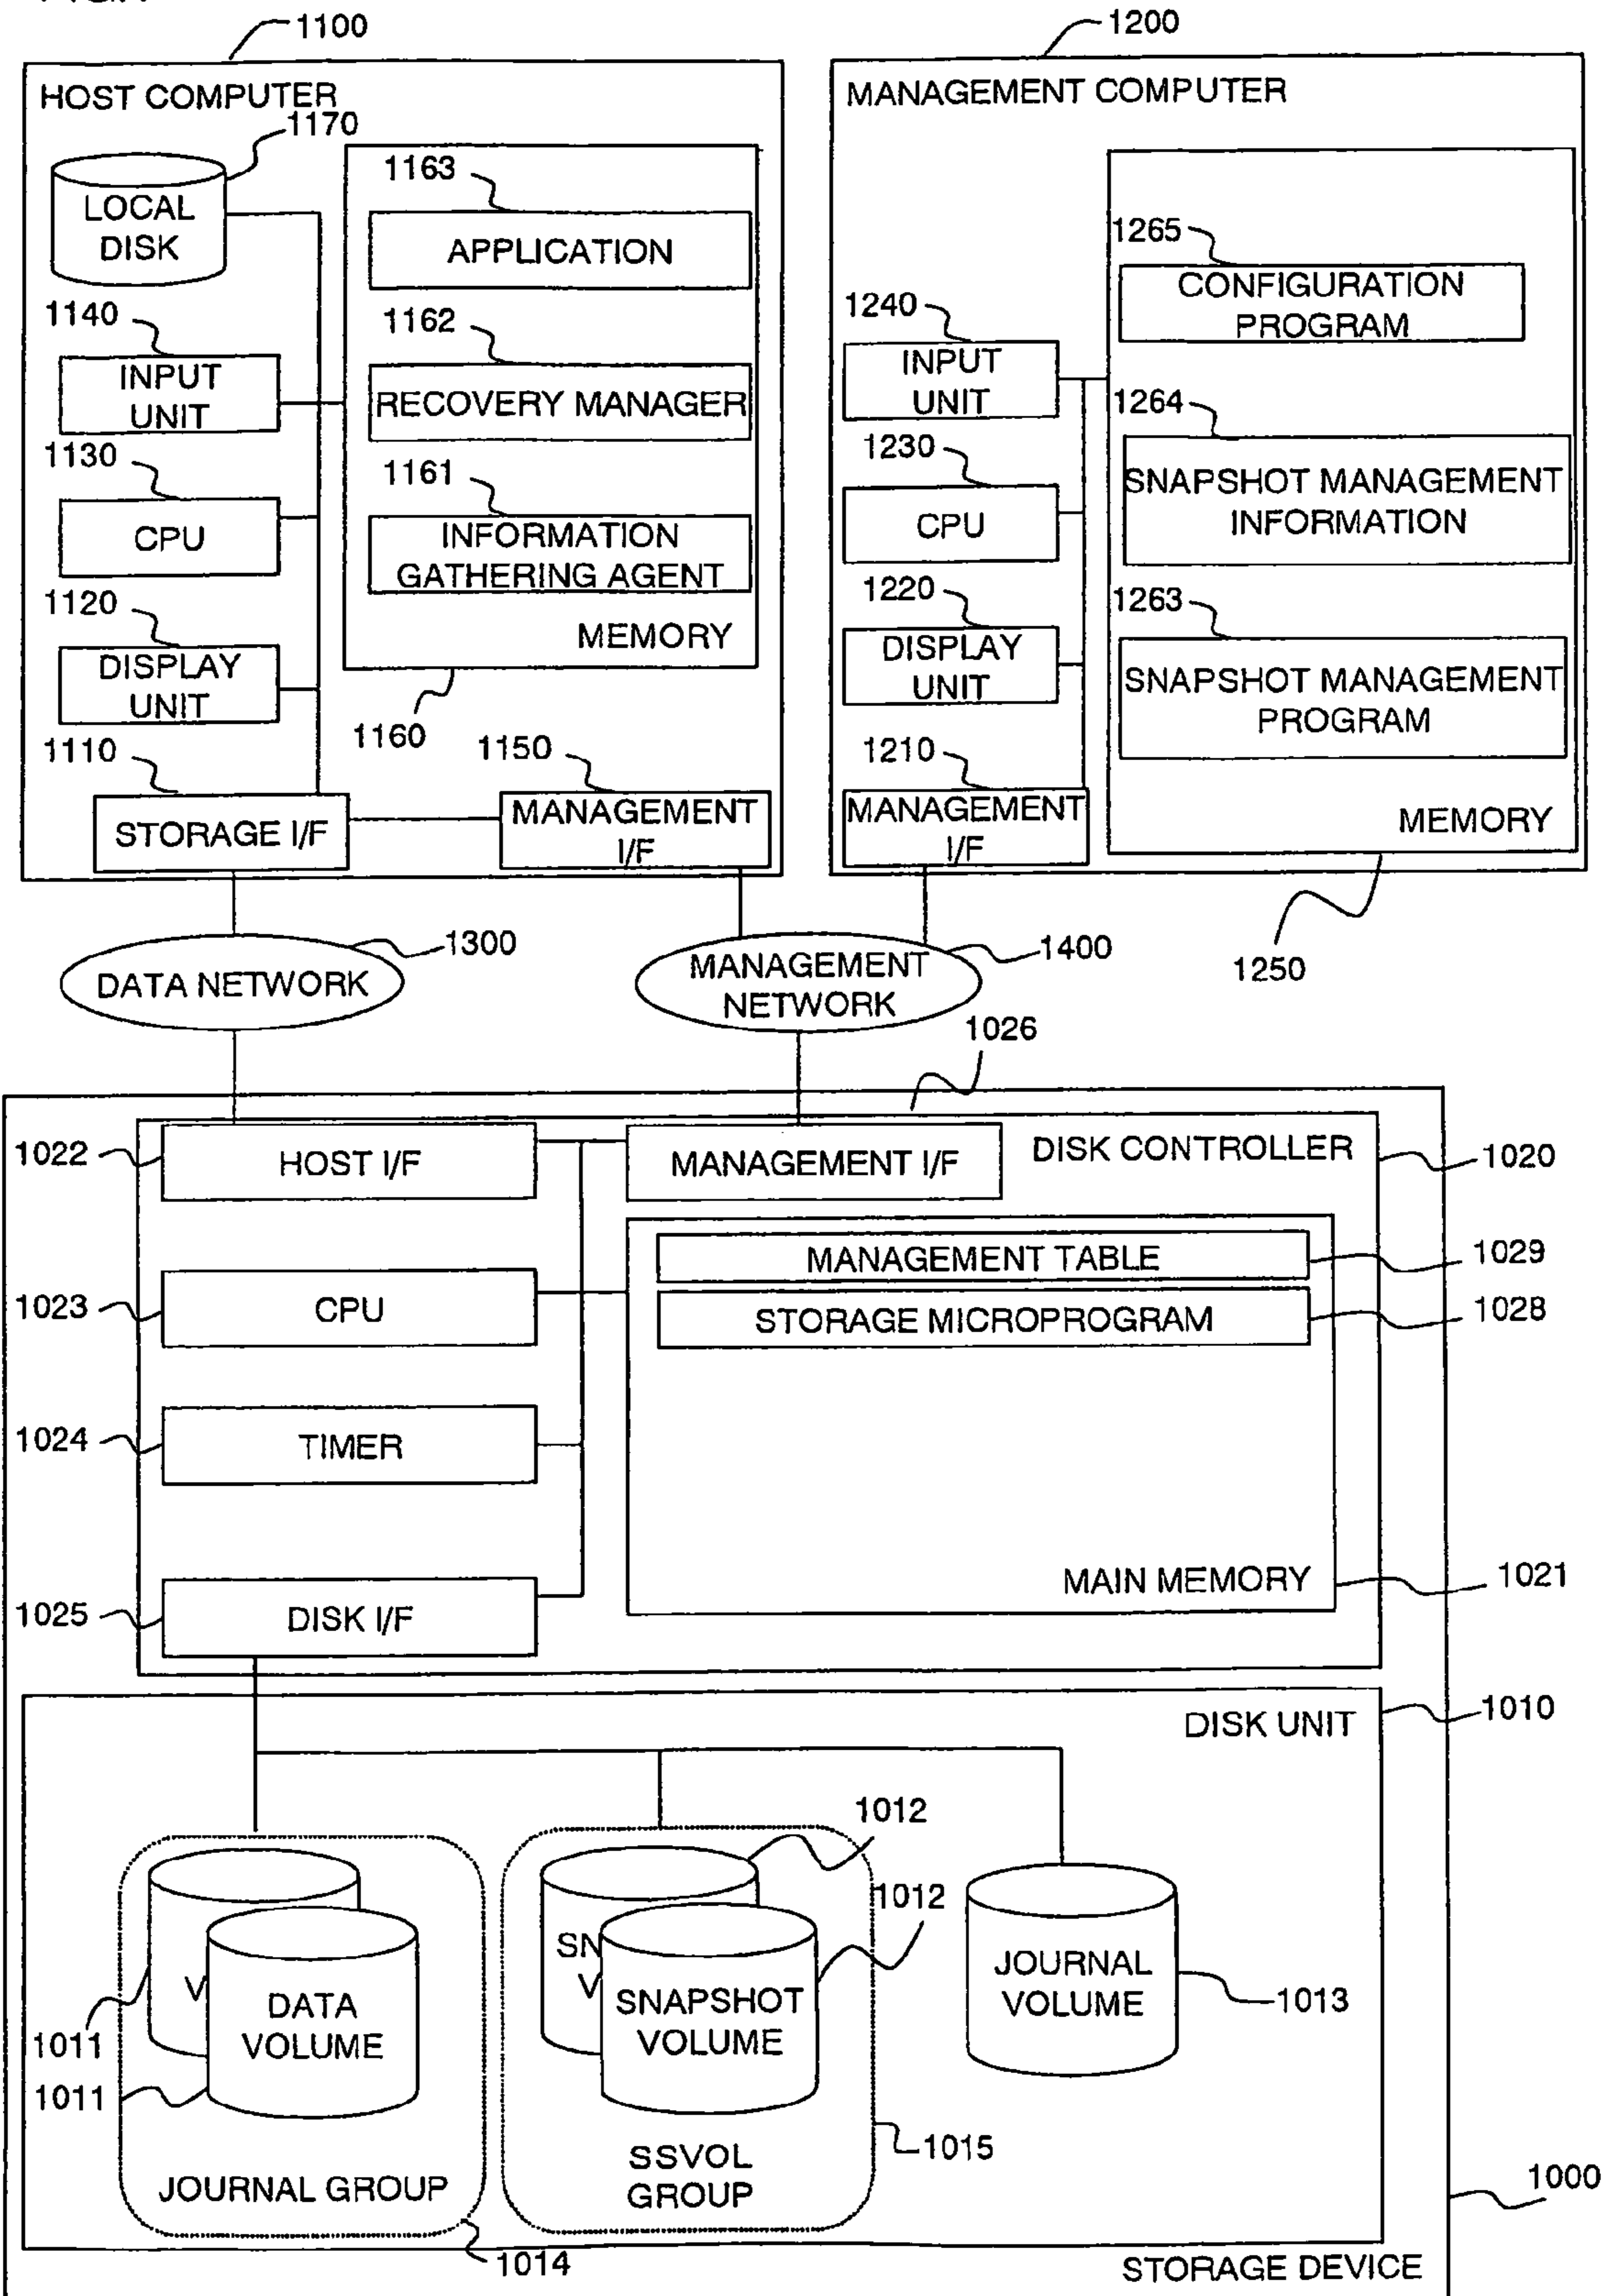 1100
1200
HOST COMPUTER
1170
LOCAL
DISK
1163
APPLICATION
1140
INPUT
UNIT
1162
RECOVERY MANAGER
1130
CPU
1161
INFORMATION
GATHERING AGENT
1120
DISPLAY
UNIT
MEMORY
1160
1110
STORAGE I/F
1150
MANAGEMENT
I/F
MANAGEMENT COMPUTER
1265
CONFIGURATION
PROGRAM
1240
INPUT
UNIT
1264
SNAPSHOT MANAGEMENT
INFORMATION
1230
CPU
1263
SNAPSHOT MANAGEMENT
PROGRAM
1220
DISPLAY
UNIT
1210
MANAGEMENT
I/F
MEMORY
1250
1300
DATA NETWORK
1400
MANAGEMENT
NETWORK
1026
1022
HOST I/F
MANAGEMENT I/F
DISK CONTROLLER
1020
MANAGEMENT TABLE
1029
1023
CPU
STORAGE MICROPROGRAM
1028
1024
TIMER
1025
DISK I/F
MAIN MEMORY
1021
DISK UNIT
1010
1012
1012
SN
V
V
DATA
VOLUME
SNAPSHOT
VOLUME
JOURNAL
VOLUME
1013
1011
1011
JOURNAL GROUP
1014
SSVOL
GROUP
1015
1000
STORAGE DEVICE